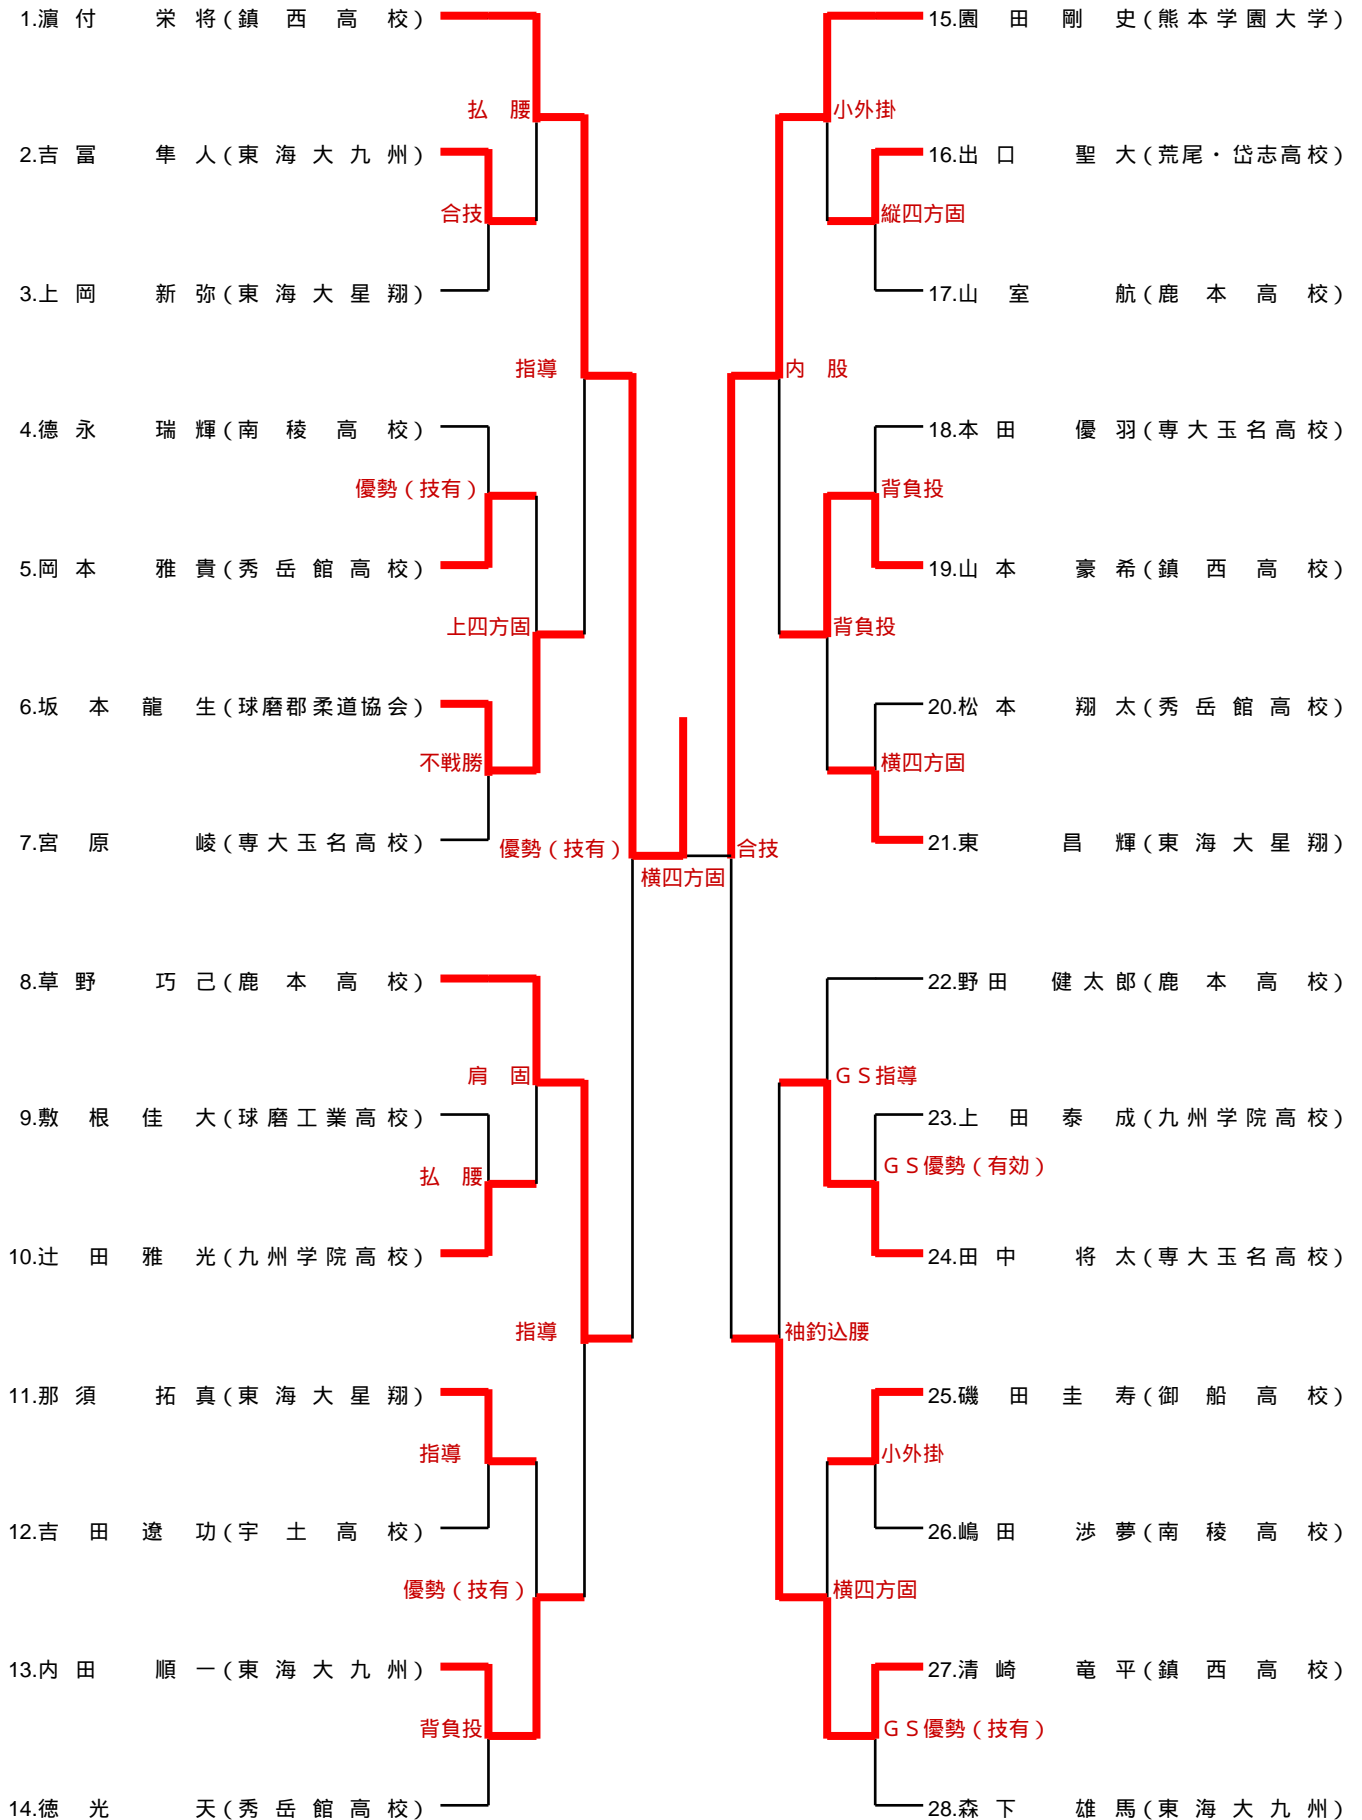 1.濵付　栄将(鎮西高校)
払腰
2.吉冨　隼人(東海大九州)
合技
3.上岡　新弥(東海大星翔)
指導
4.德永　瑞輝(南稜高校)
優勢(技有)
5.岡本　雅貴(秀岳館高校)
上四方固
6.坂本龍生(球磨郡柔道協会)
不戦勝
7.宮原　崚(専大玉名高校)
優勢(技有)
横四方固
合技
8.草野　巧己(鹿本高校)
肩固
9.敷根佳大(球磨工業高校)
払腰
10.辻田雅光(九州学院高校)
指導
11.那須　拓真(東海大星翔)
指導
12.吉田遼功(宇土高校)
優勢(技有)
13.内田　順一(東海大九州)
背負投
14.徳光　天(秀岳館高校)
15.園田剛史(熊本学園大学)
小外掛
16.出口　聖大(荒尾・岱志高校)
縦四方固
17.山室　航(鹿本高校)
内股
18.本田　優羽(専大玉名高校)
背負投
19.山本　豪希(鎮西高校)
背負投
20.松本　翔太(秀岳館高校)
横四方固
21.東　昌輝(東海大星翔)
22.野田　健太郎(鹿本高校)
GS指導
23.上田泰成(九州学院高校)
GS優勢(有効)
24.田中　将太(専大玉名高校)
袖釣込腰
25.磯田圭寿(御船高校)
小外掛
26.嶋田　渉夢(南稜高校)
横四方固
27.清崎　竜平(鎮西高校)
GS優勢(技有)
28.森下　雄馬(東海大九州)